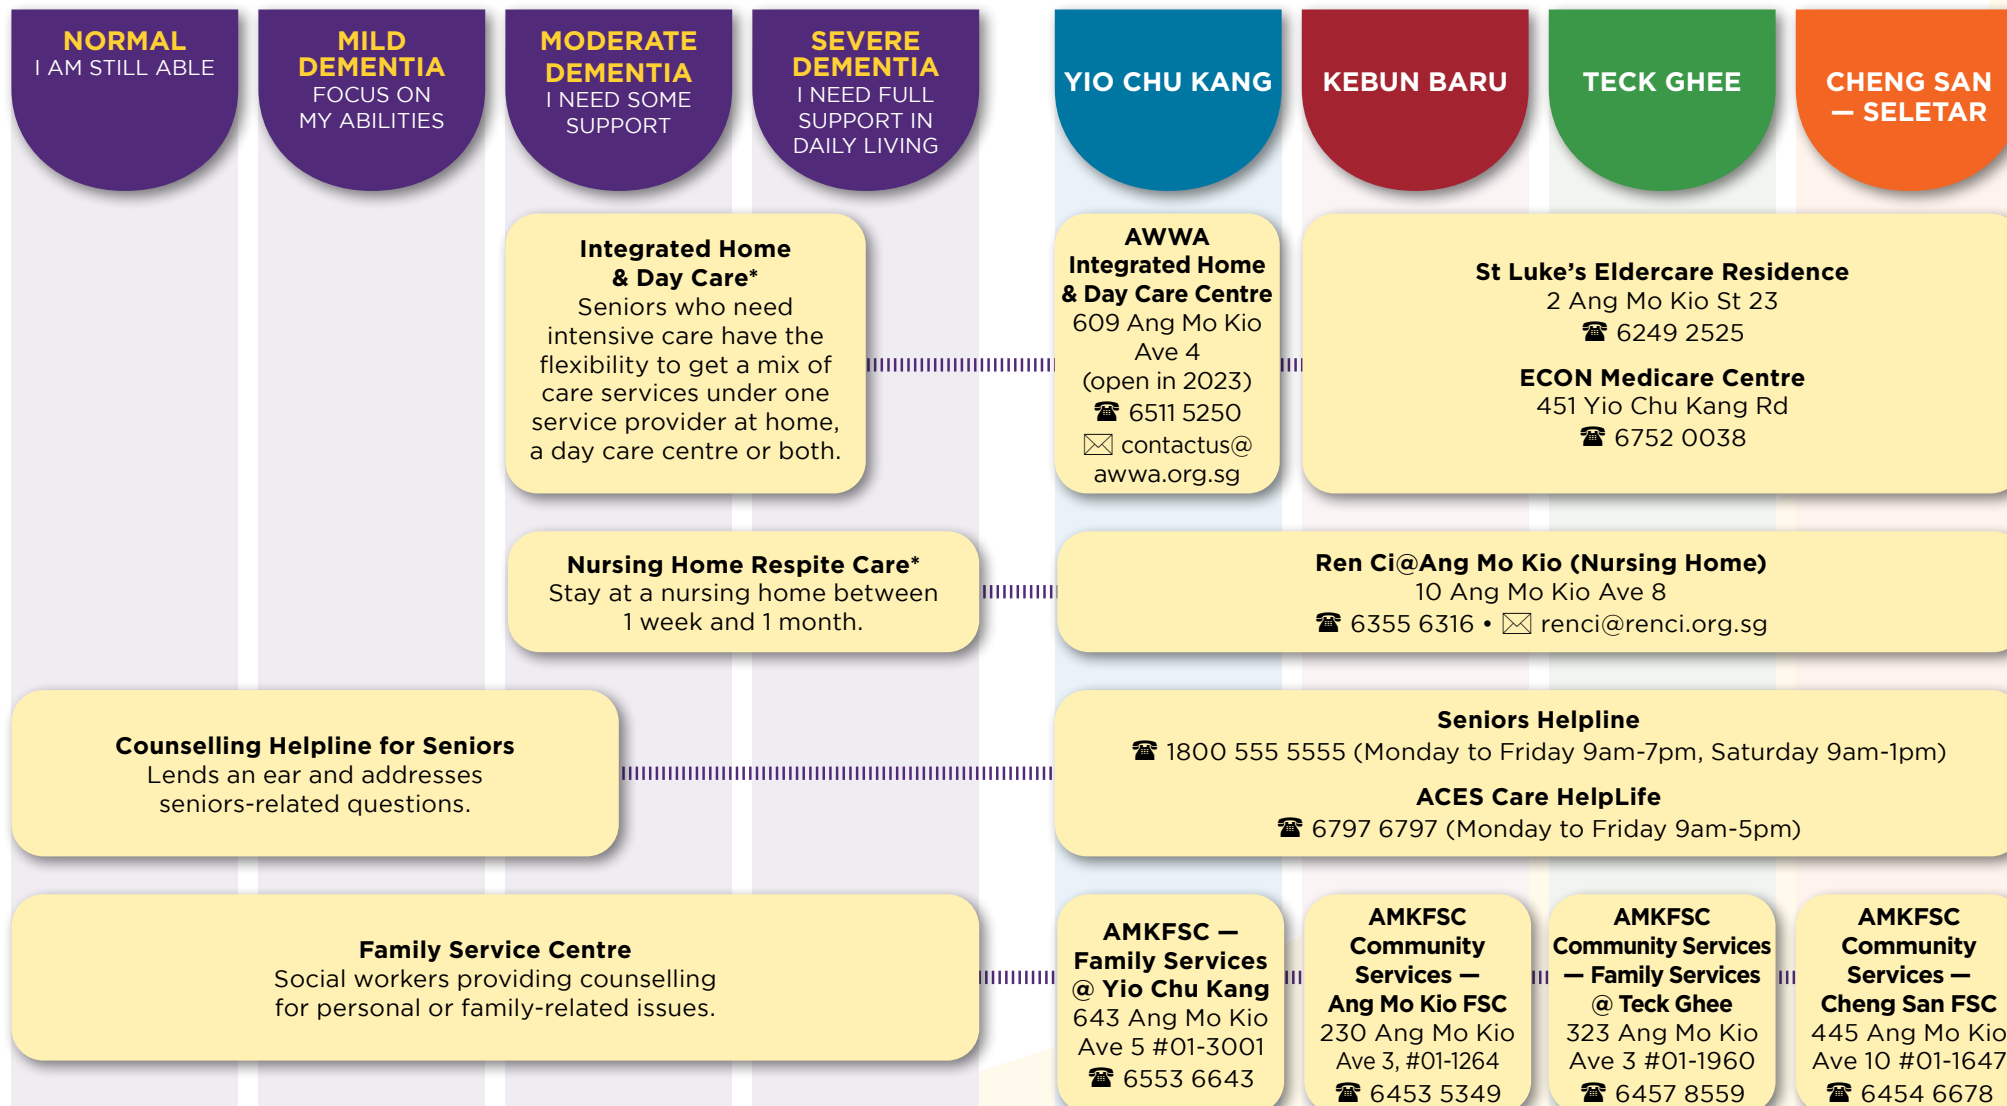 NORMAL
I AM STILL ABLE
MILD
DEMENTIA
FOCUS ON
MY ABILITIES
MODERATE
DEMENTIA
I NEED SOME
SUPPORT
SEVERE
DEMENTIA
I NEED FULL
SUPPORT IN
DAILY LIVING
YIO CHU KANG
KEBUN BARU
TECK GHEE
CHENG SAN
— SELETAR
Integrated Home
& Day Care*
Seniors who need
intensive care have the
flexibility to get a mix of
care services under one
service provider at home,
a day care centre or both.
AWWA
Integrated Home
& Day Care Centre
609 Ang Mo Kio
Ave 4
(open in 2023)
☎ 6511 5250
✉ contactus@
awwa.org.sg
St Luke’s Eldercare Residence
2 Ang Mo Kio St 23
☎ 6249 2525
ECON Medicare Centre
451 Yio Chu Kang Rd
☎ 6752 0038
Nursing Home Respite Care*
Stay at a nursing home between
1 week and 1 month.
Ren Ci@Ang Mo Kio (Nursing Home)
10 Ang Mo Kio Ave 8
☎ 6355 6316 • ✉ renci@renci.org.sg
Counselling Helpline for Seniors
Lends an ear and addresses
seniors-related questions.
Seniors Helpline
☎ 1800 555 5555 (Monday to Friday 9am-7pm, Saturday 9am-1pm)
ACES Care HelpLife
☎ 6797 6797 (Monday to Friday 9am-5pm)
Family Service Centre
Social workers providing counselling
for personal or family-related issues.
AMKFSC —
Family Services
@ Yio Chu Kang
643 Ang Mo Kio
Ave 5 #01-3001
☎ 6553 6643
AMKFSC
Community
Services —
Ang Mo Kio FSC
230 Ang Mo Kio
Ave 3, #01-1264
☎ 6453 5349
AMKFSC
Community Services
— Family Services
@ Teck Ghee
323 Ang Mo Kio
Ave 3 #01-1960
☎ 6457 8559
AMKFSC
Community
Services —
Cheng San FSC
445 Ang Mo Kio
Ave 10 #01-1647
☎ 6454 6678